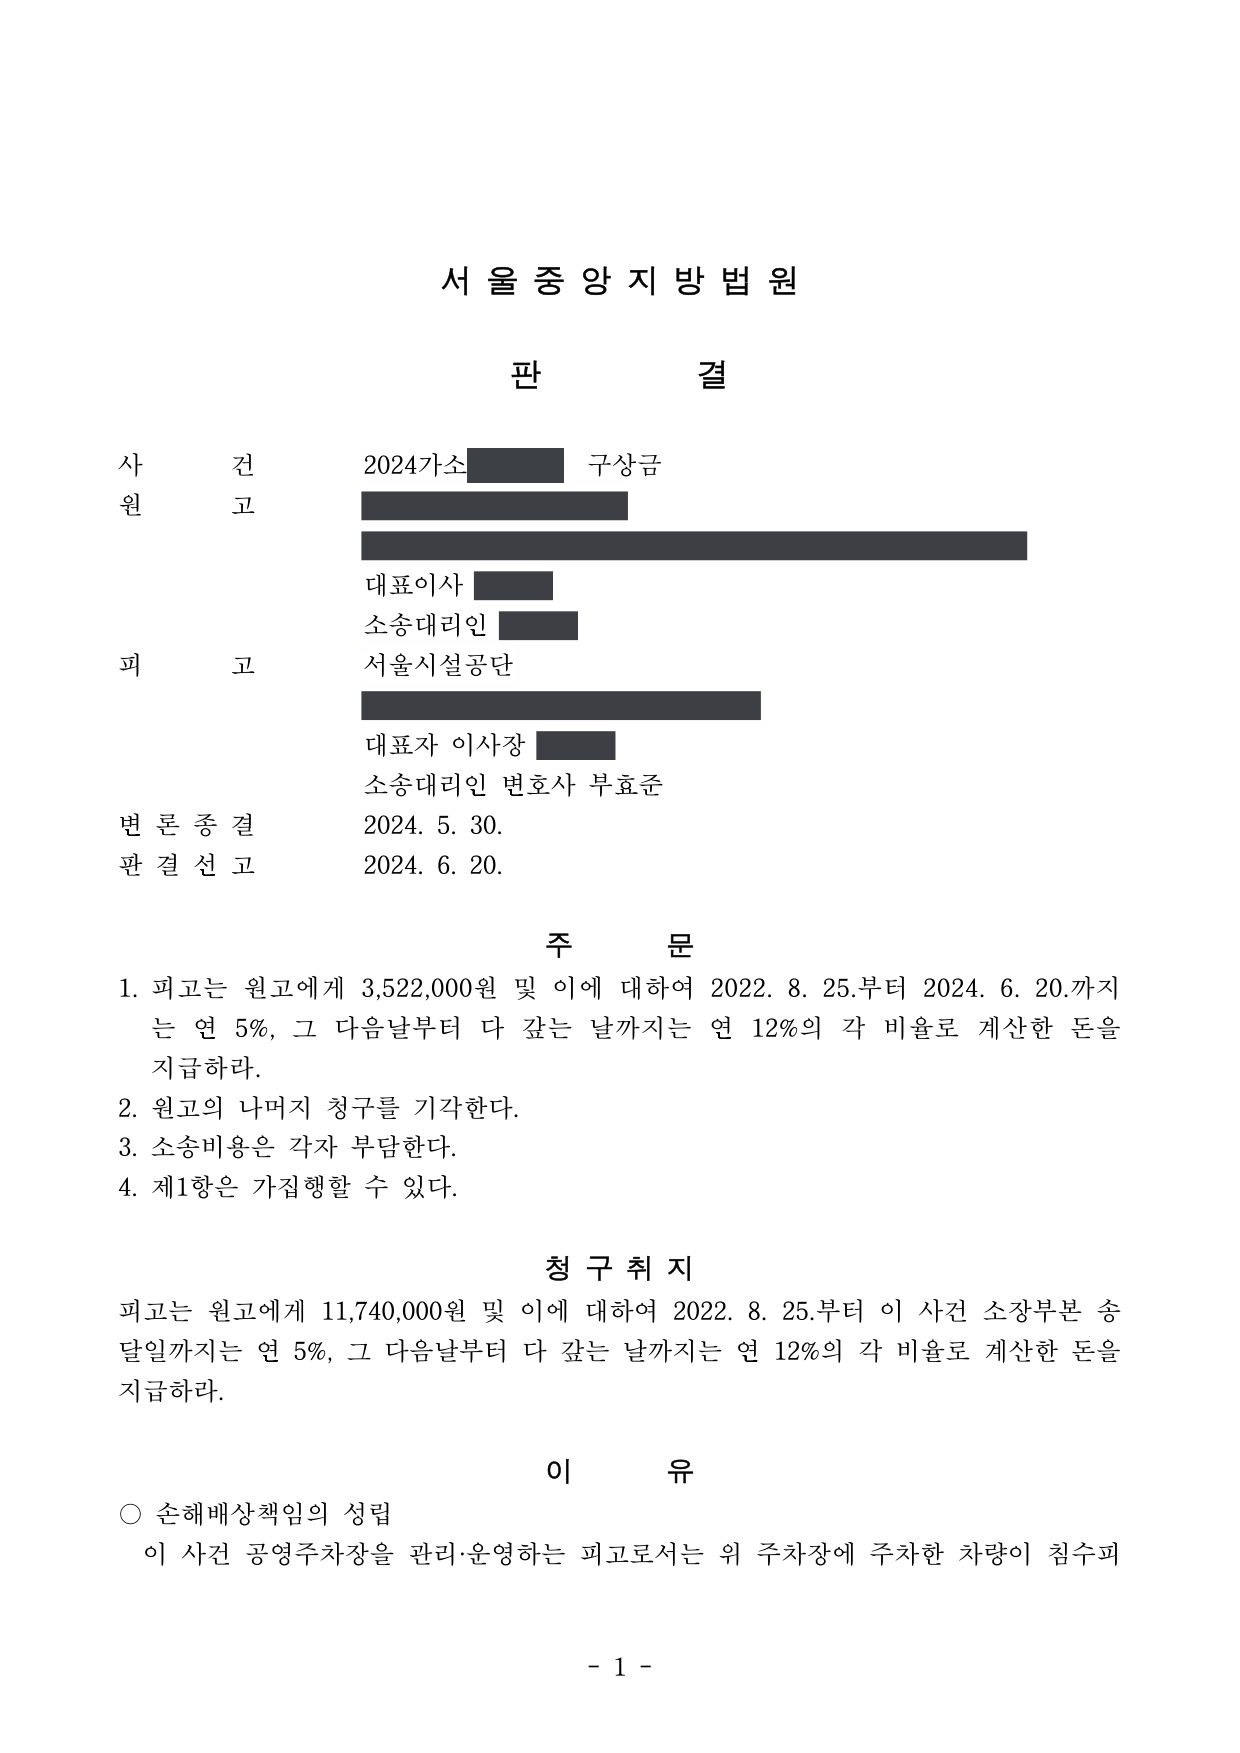 서울중앙지방법원
판 결
사 건 2024가소 구상금
원 고
대표이사
소송대리인
피 고 서울시설공단
대표자 이사장
소송대리인 변호사 부효준
변 론 종 결 2024. 5. 30.
판 결 선 고 2024. 6. 20.
주 문
1. 피고는 원고에게 3,522,000원 및 이에 대하여 2022. 8. 25.부터 2024. 6. 20.까지
는 연 5%, 그 다음날부터 다 갚는 날까지는 연 12%의 각 비율로 계산한 돈을
지급하라.
2. 원고의 나머지 청구를 기각한다.
3. 소송비용은 각자 부담한다.
4. 제1항은 가집행할 수 있다.
청 구 취 지
피고는 원고에게 11,740,000원 및 이에 대하여 2022. 8. 25.부터 이 사건 소장부본 송
달일까지는 연 5%, 그 다음날부터 다 갚는 날까지는 연 12%의 각 비율로 계산한 돈을
지급하라.
이 유
○ 손해배상책임의 성립
이 사건 공영주차장을 관리·운영하는 피고로서는 위 주차장에 주차한 차량이 침수피
- 1 -